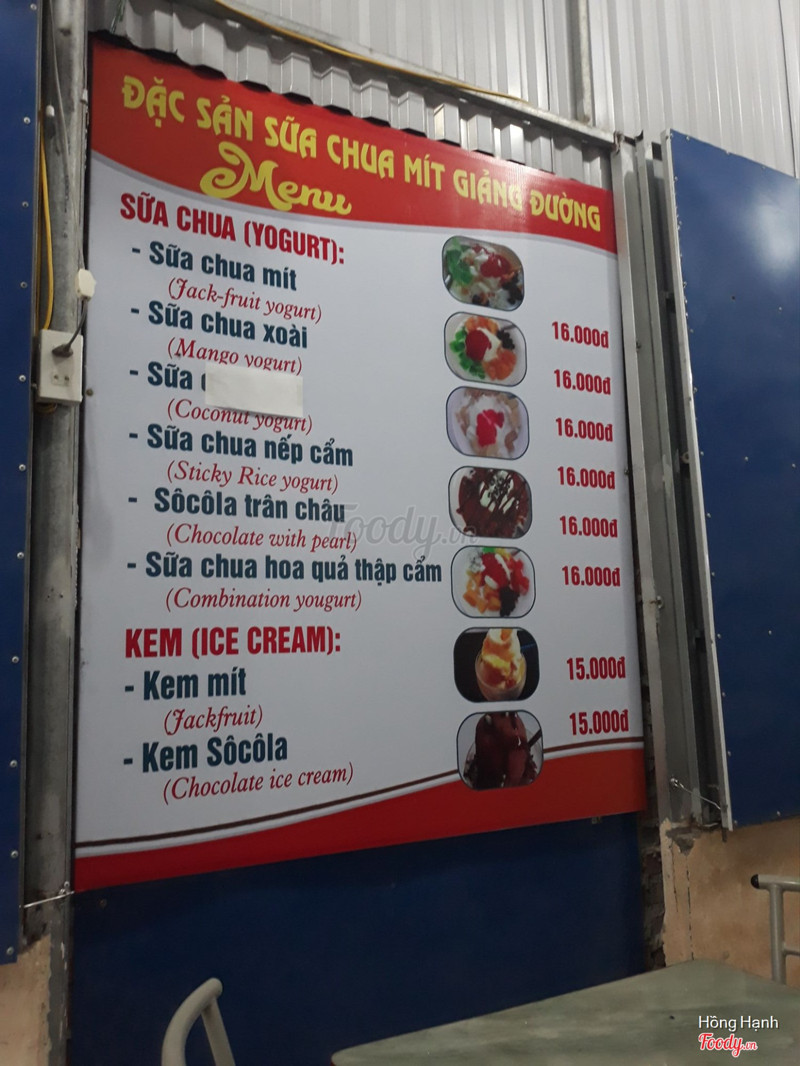 ĐẶC SẢN SỮA CHUA MÍT GIẢNG ĐƯỜNG
Menu
SỮA CHUA (YOGURT):
- Sữa chua mít
(Jack-fruit yogurt)
- Sữa chua xoài
(Mango yogurt) 16.000đ
- Sữa 16.000đ
(Coconut yogurt)
- Sữa chua nếp cẩm 16.000đ
(Sticky Rice yogurt) 16.000đ
- Sôcôla trân châu
(Chocolate with pearl) 16.000đ
- Sữa chua hoa quả thập cẩm 16.000đ
(Combination yougurt)
KEM (ICE CREAM):
- Kem mít 15.000đ
(Jackfruit)
- Kem Sôcôla 15.000đ
(Chocolate ice cream)
Foody.vn
Hồng Hạnh
Foody.vn